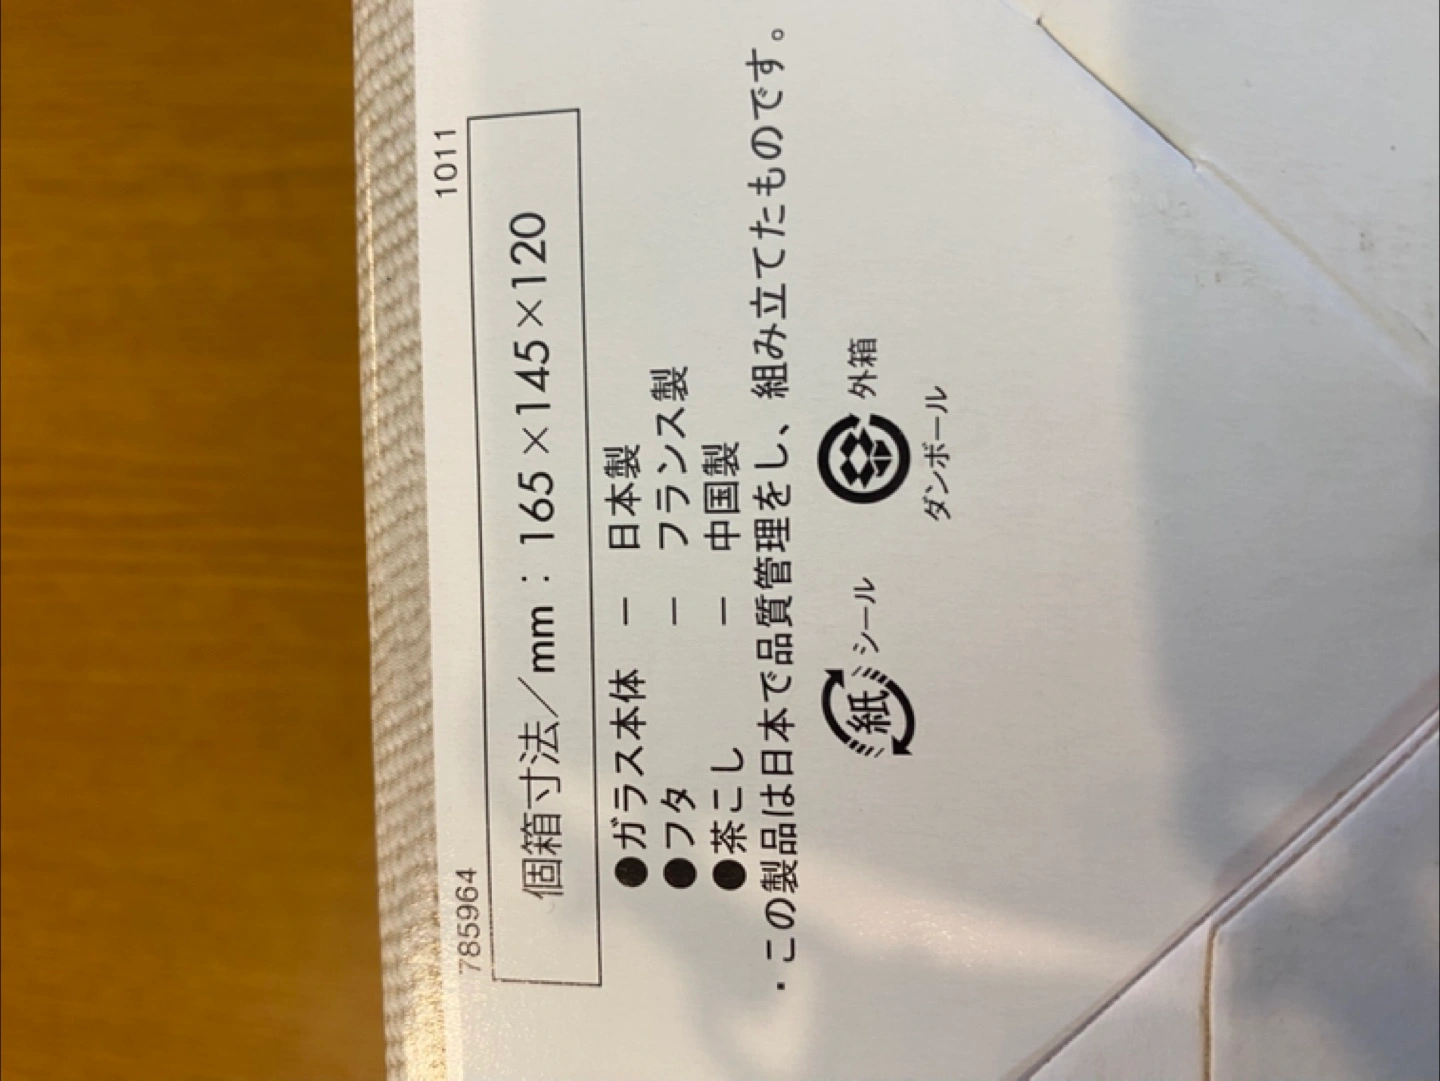 785964 1011
個箱寸法/mm:165×145×120
●ガラス本体 ー 日本製
●フタ ー フランス製
●茶こし ー 中国製
・この製品は日本で品質管理をし、組み立てたものです。
紙 シール 外箱
ダンボール